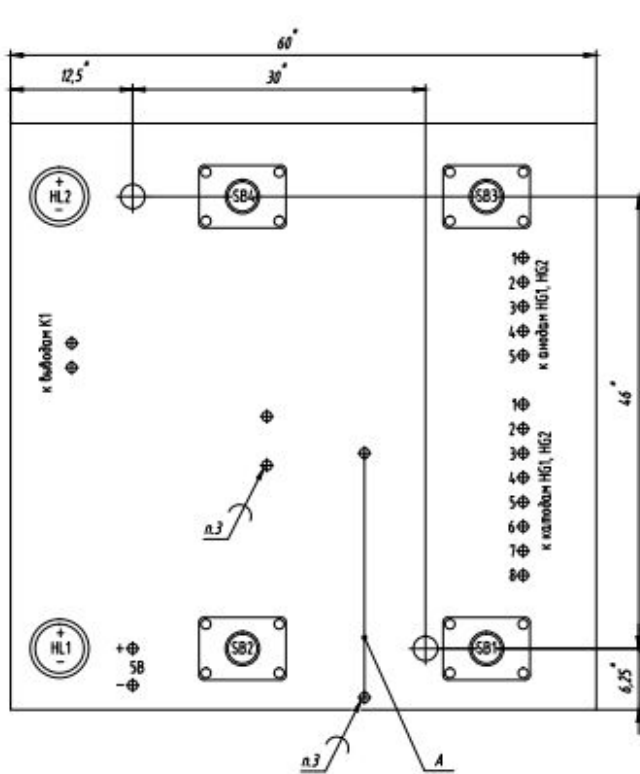 60*
12,5*
30*
+
HL2
-
SB4
SB3
1
2
3
4
5
к анодам HG1, HG2
к выводам К1
46*
1
2
3
4
5
6
7
8
к катодам HG1, HG2
п.3
+
HL1
-
+
5В
-
SB2
SB1
6,25*
п.3
А